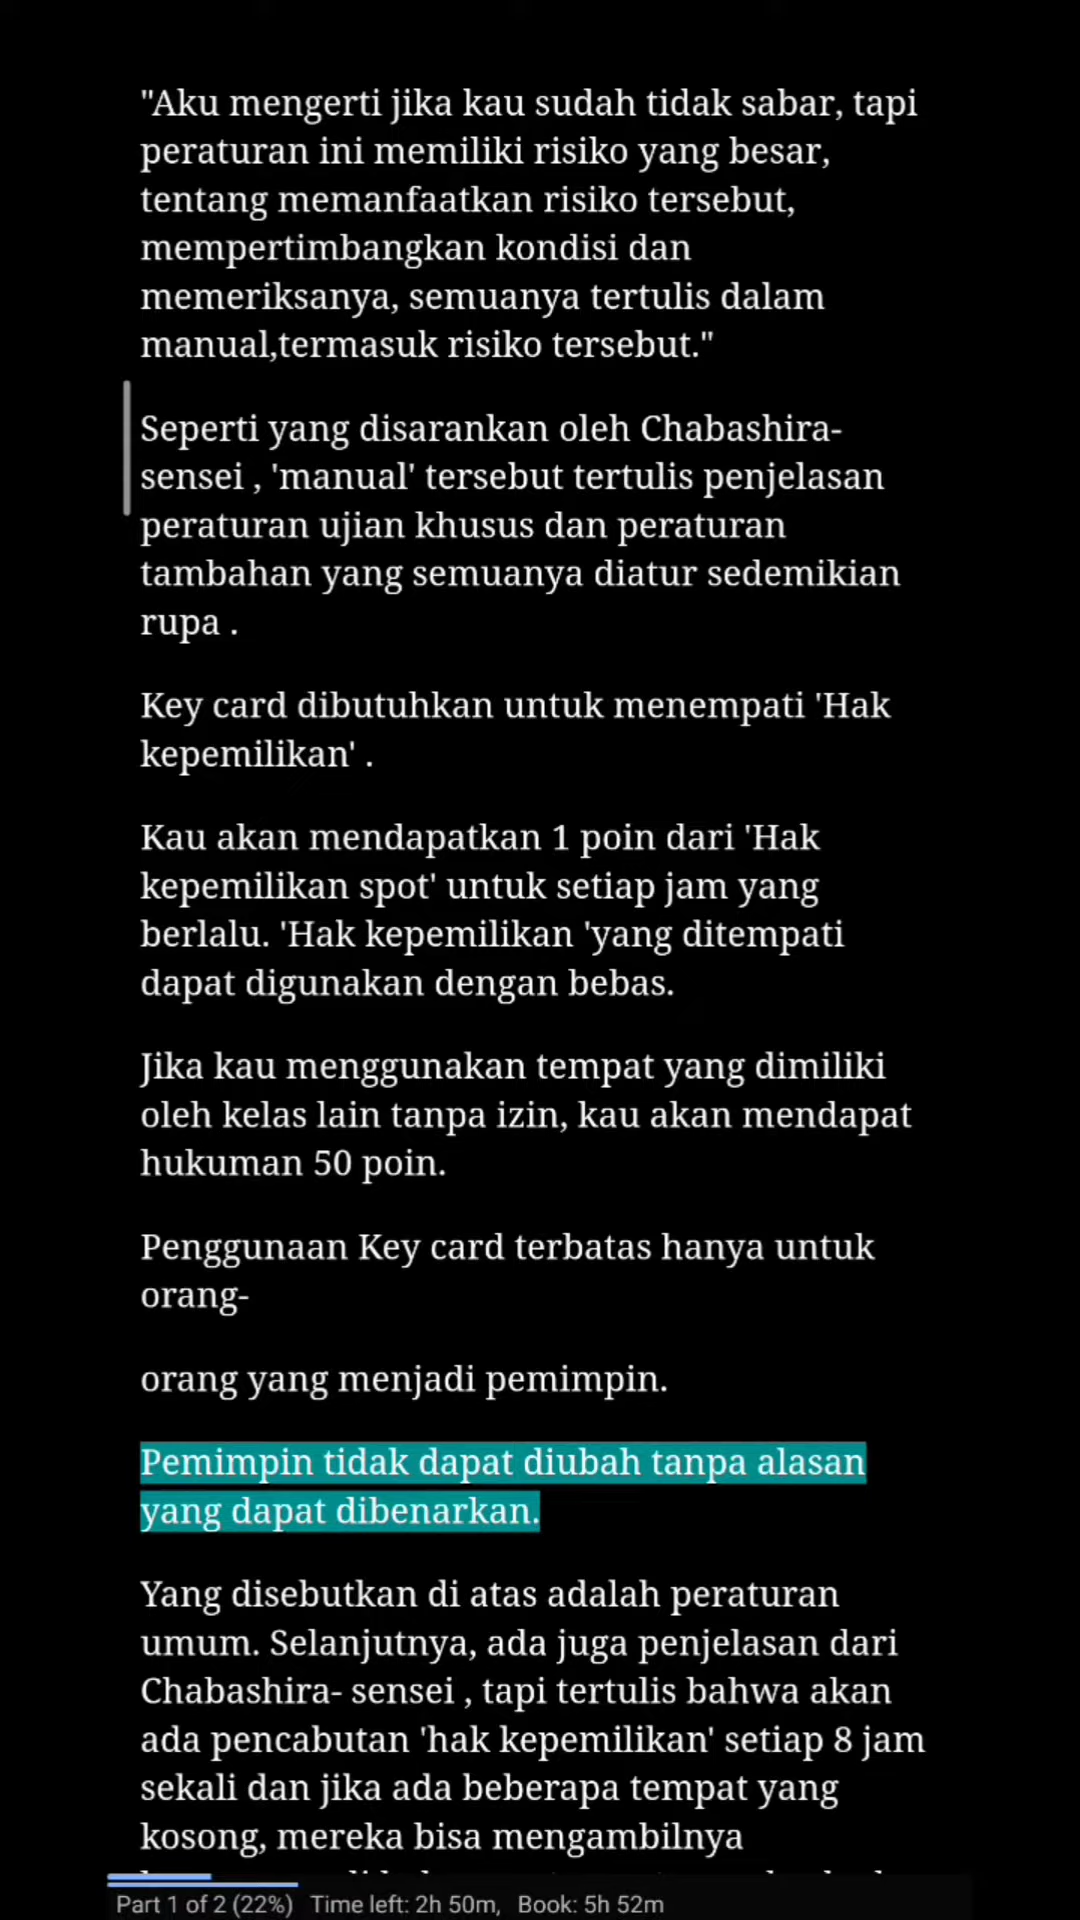 "Aku mengerti jika kau sudah tidak sabar, tapi
peraturan ini memiliki risiko yang besar,
tentang memanfaatkan risiko tersebut,
mempertimbangkan kondisi dan
memeriksanya, semuanya tertulis dalam
manual,termasuk risiko tersebut."
Seperti yang disarankan oleh Chabashira-
sensei , 'manual' tersebut tertulis penjelasan
peraturan ujian khusus dan peraturan
tambahan yang semuanya diatur sedemikian
rupa .
Key card dibutuhkan untuk menempati 'Hak
kepemilikan' .
Kau akan mendapatkan 1 poin dari 'Hak
kepemilikan spot' untuk setiap jam yang
berlalu. 'Hak kepemilikan 'yang ditempati
dapat digunakan dengan bebas.
Jika kau menggunakan tempat yang dimiliki
oleh kelas lain tanpa izin, kau akan mendapat
hukuman 50 poin.
Penggunaan Key card terbatas hanya untuk
orang-
orang yang menjadi pemimpin.
Pemimpin tidak dapat diubah tanpa alasan
yang dapat dibenarkan.
Yang disebutkan di atas adalah peraturan
umum. Selanjutnya, ada juga penjelasan dari
Chabashira- sensei , tapi tertulis bahwa akan
ada pencabutan 'hak kepemilikan' setiap 8 jam
sekali dan jika ada beberapa tempat yang
kosong, mereka bisa mengambilnya
Part 1 of 2 (22%) Time left: 2h 50m, Book: 5h 52m